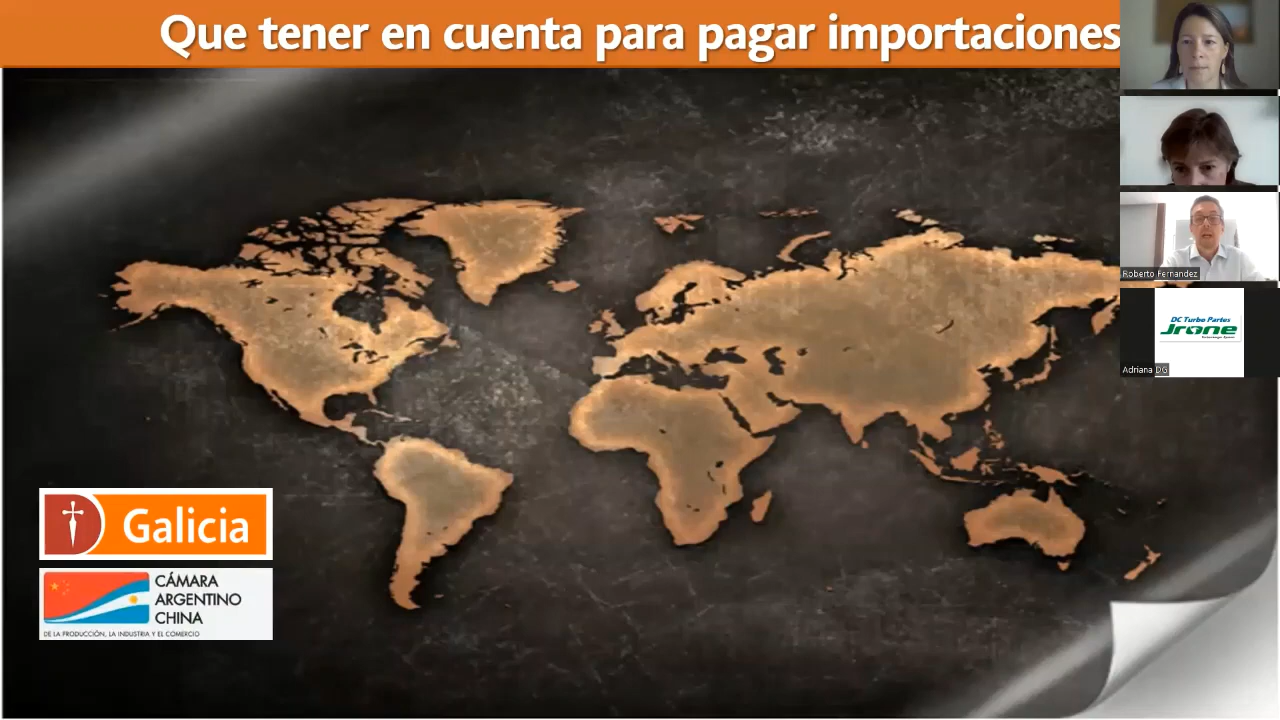 Que tener en cuenta para pagar importaciones
Roberto Fernandez
DC Turbo Partes
Jrone
Adriana DG
Galicia
CÁMARA
ARGENTINO
CHINA
DE LA PRODUCCIÓN, LA INDUSTRIA Y EL COMERCIO